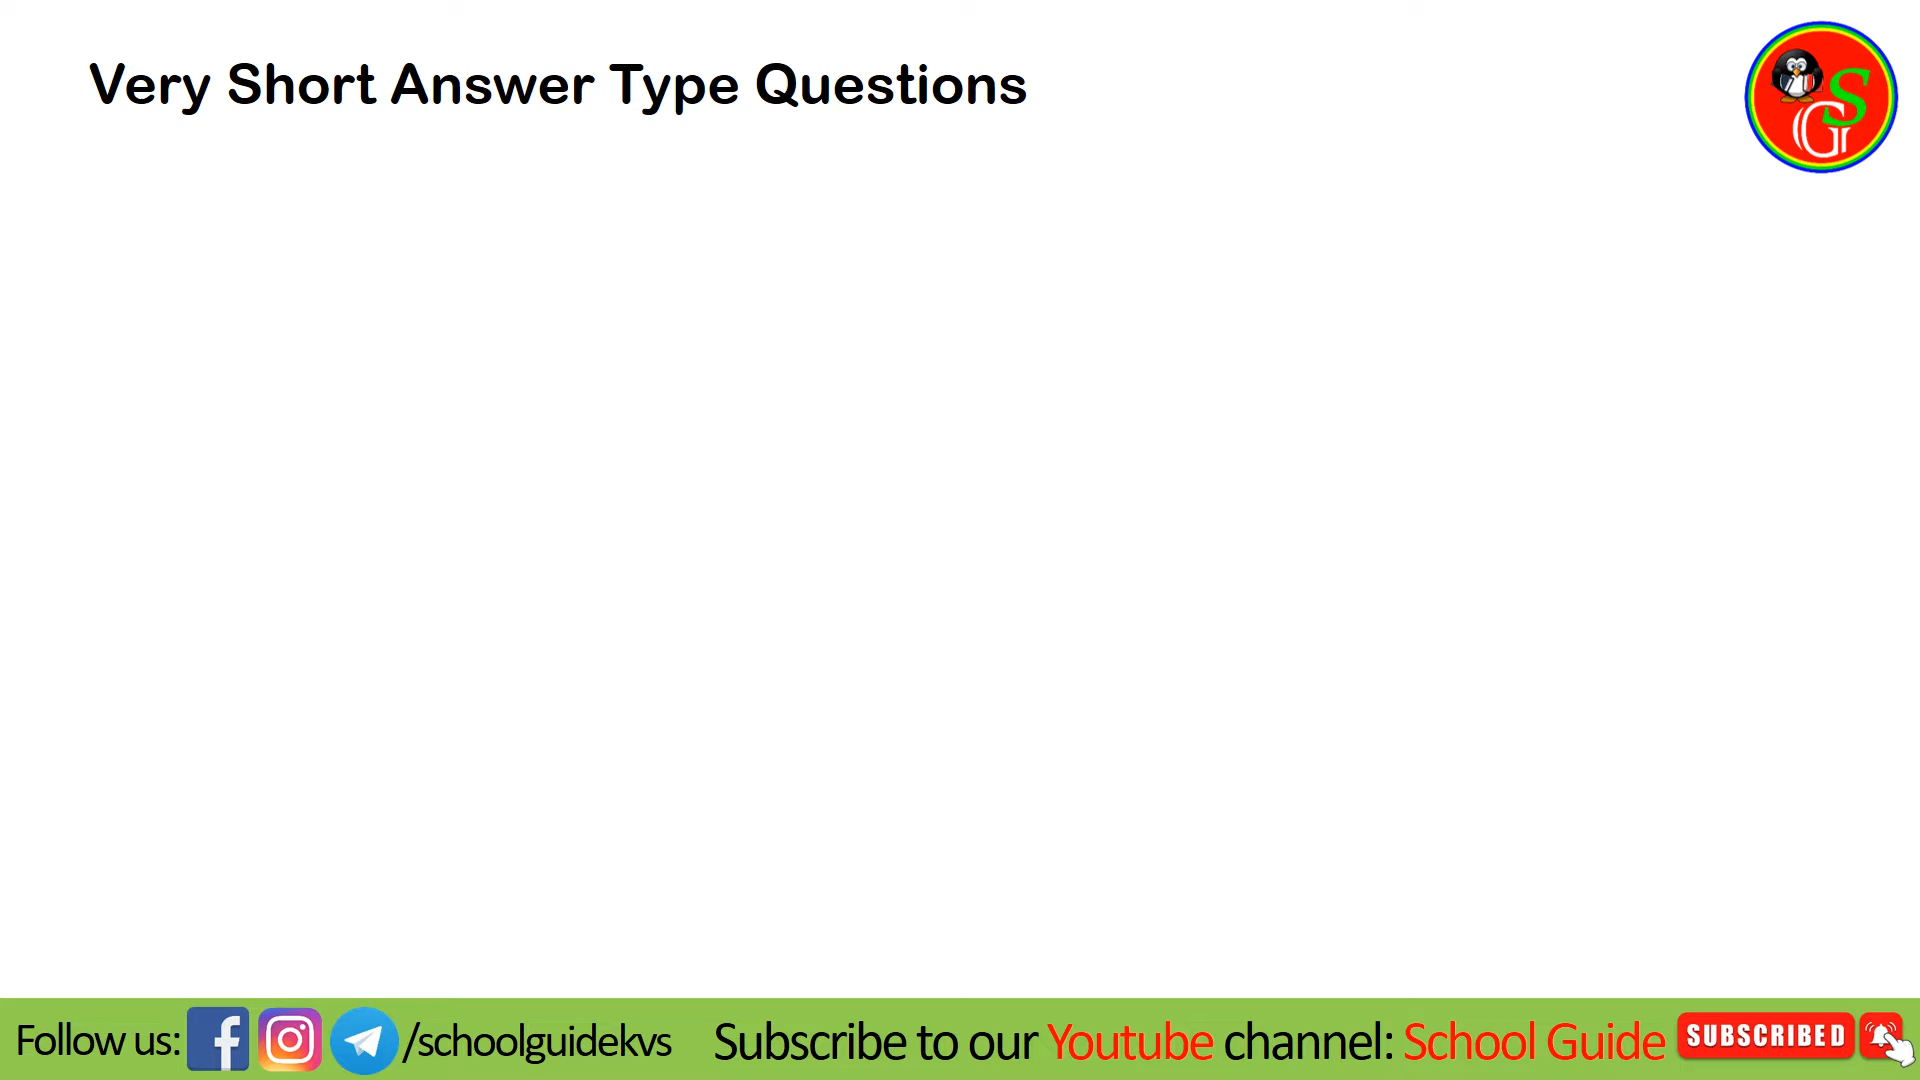 Very Short Answer Type Questions
S
G
Follow us: f /schoolguidekvs Subscribe to our Youtube channel: School Guide SUBSCRIBED